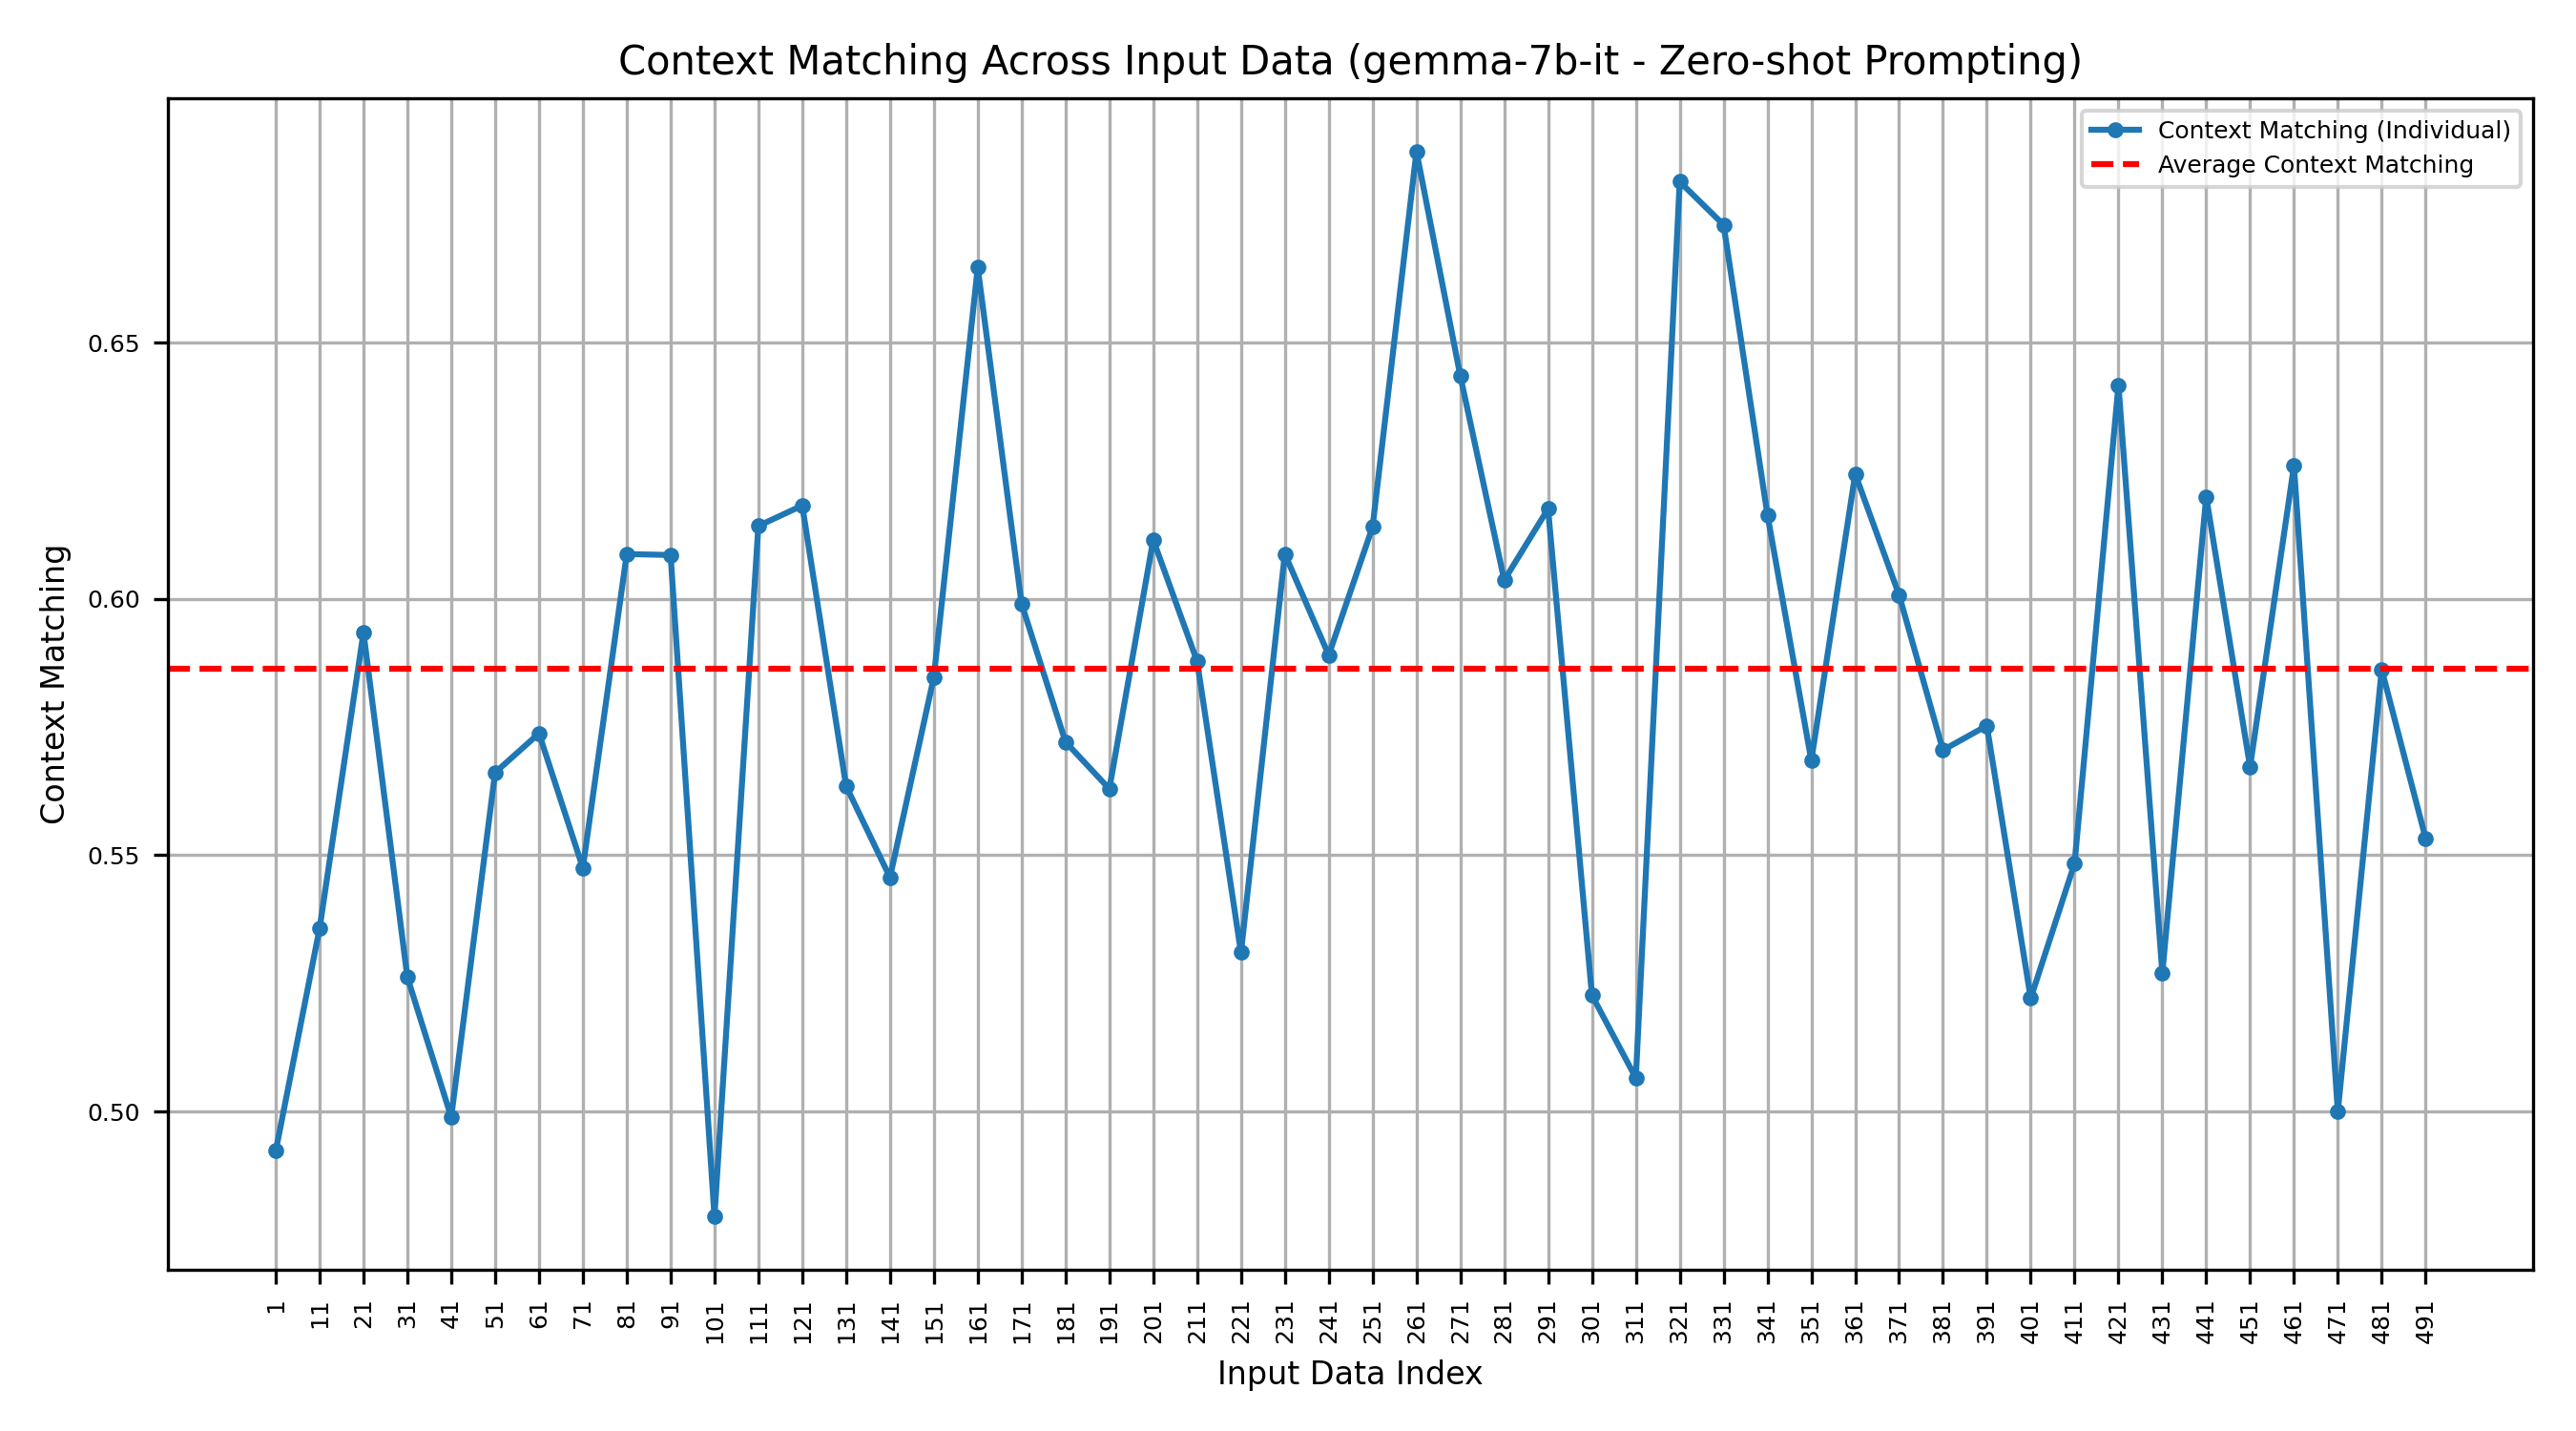 Context Matching Across Input Data (gemma-7b-it - Zero-shot Prompting)
Context Matching (Individual)
Average Context Matching
Context Matching
0.65
0.60
0.55
0.50
1 11 21 31 41 51 61 71 81 91 101 111 121 131 141 151 161 171 181 191 201 211 221 231 241 251 261 271 281 291 301 311 321 331 341 351 361 371 381 391 401 411 421 431 441 451 461 471 481 491
Input Data Index